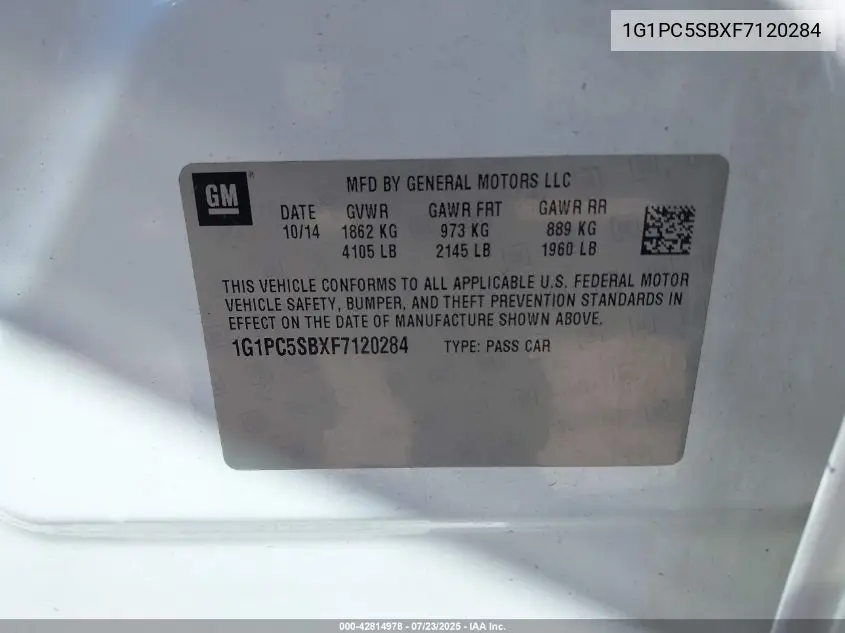 1G1PC5SBXF7120284
GM
MFD BY GENERAL MOTORS LLC
DATE GVWR GAWR FRT GAWR RR
10/14 1862 KG 973 KG 889 KG
4105 LB 2145 LB 1960 LB
THIS VEHICLE CONFORMS TO ALL APPLICABLE U.S. FEDERAL MOTOR
VEHICLE SAFETY, BUMPER, AND THEFT PREVENTION STANDARDS IN
EFFECT ON THE DATE OF MANUFACTURE SHOWN ABOVE.
1G1PC5SBXF7120284 TYPE: PASS CAR
000-42814978 - 07/23/2025 - IAA Inc.